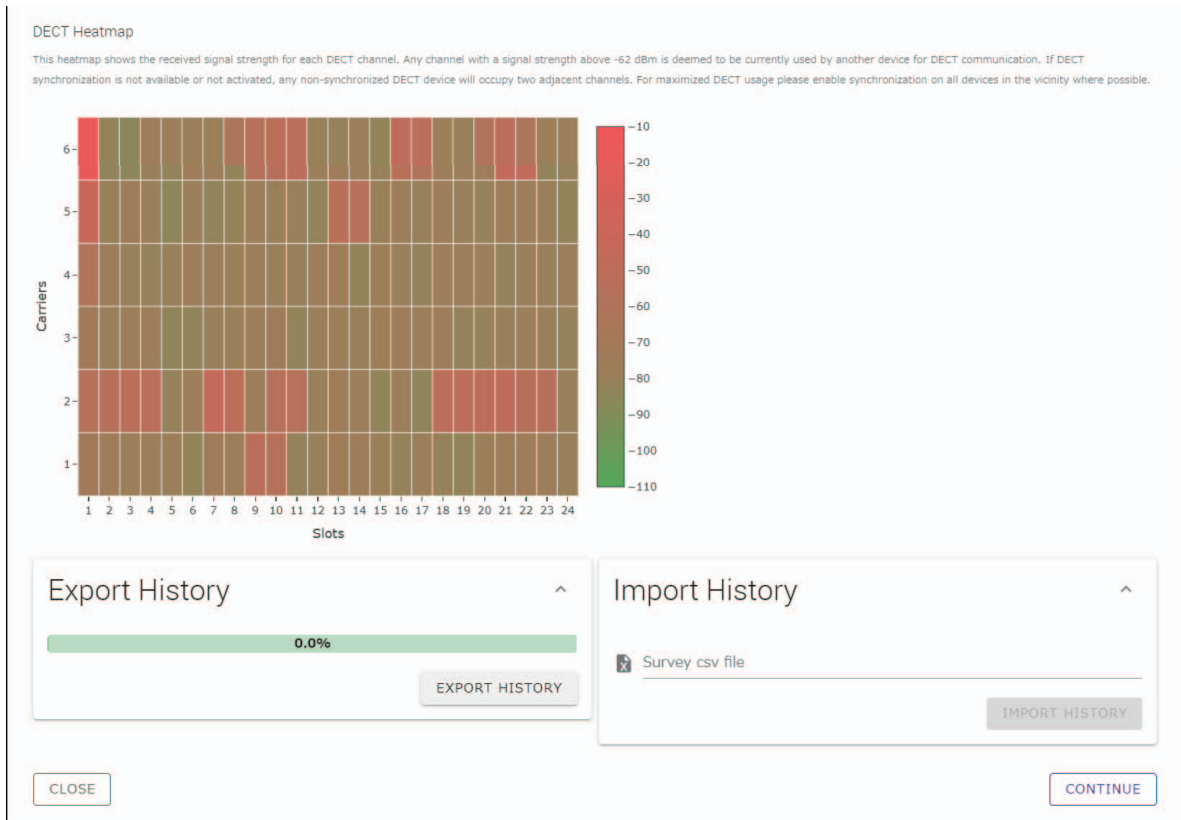 DECT Heatmap
This heatmap shows the received signal strength for each DECT channel. Any channel with a signal strength above -62 dBm is deemed to be currently used by another device for DECT communication. If DECT
synchronization is not available or not activated, any non-synchronized DECT device will occupy two adjacent channels. For maximized DECT usage please enable synchronization on all devices in the vicinity where possible.
Carriers
6
5
4
3
2
1
1 2 3 4 5 6 7 8 9 10 11 12 13 14 15 16 17 18 19 20 21 22 23 24
Slots
−10
−20
−30
−40
−50
−60
−70
−80
−90
−100
−110
Export History
0.0%
EXPORT HISTORY
Import History
Survey csv file
IMPORT HISTORY
CLOSE
CONTINUE